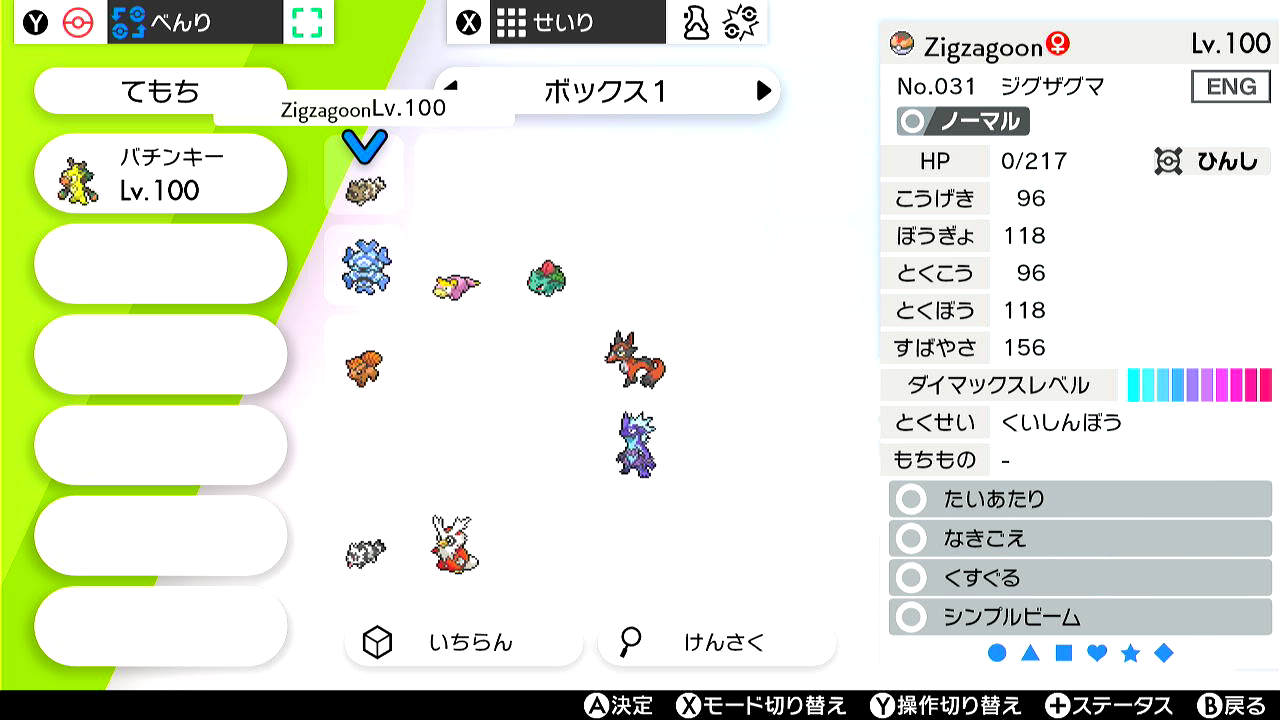 Y べんり
X せいり
てもち
ボックス1
ZigzagoonLv.100
バチンキー
Lv.100
いちらん
けんさく
Zigzagoon♀ Lv.100
No.031 ジグザグマ ENG
ノーマル
HP 0/217 ひんし
こうげき 96
ぼうぎょ 118
とくこう 96
とくぼう 118
すばやさ 156
ダイマックスレベル
とくせい くいしんぼう
もちもの -
たいあたり
なきごえ
くすぐる
シンプルビーム
●▲■♥★◆
A決定 Xモード切り替え Y操作切り替え +ステータス B戻る